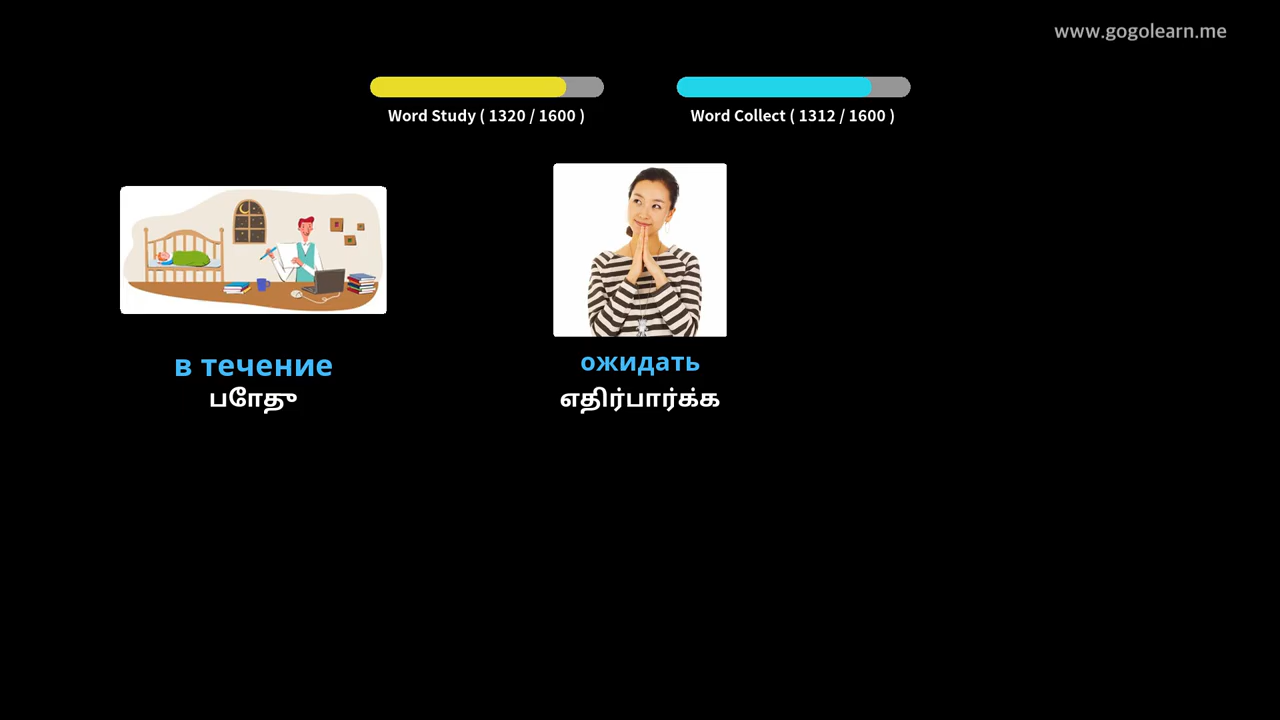 www.gogolearn.me
Word Study ( 1320 / 1600 )
Word Collect ( 1312 / 1600 )
в течение
போது
ожидать
எதிர்பார்க்க